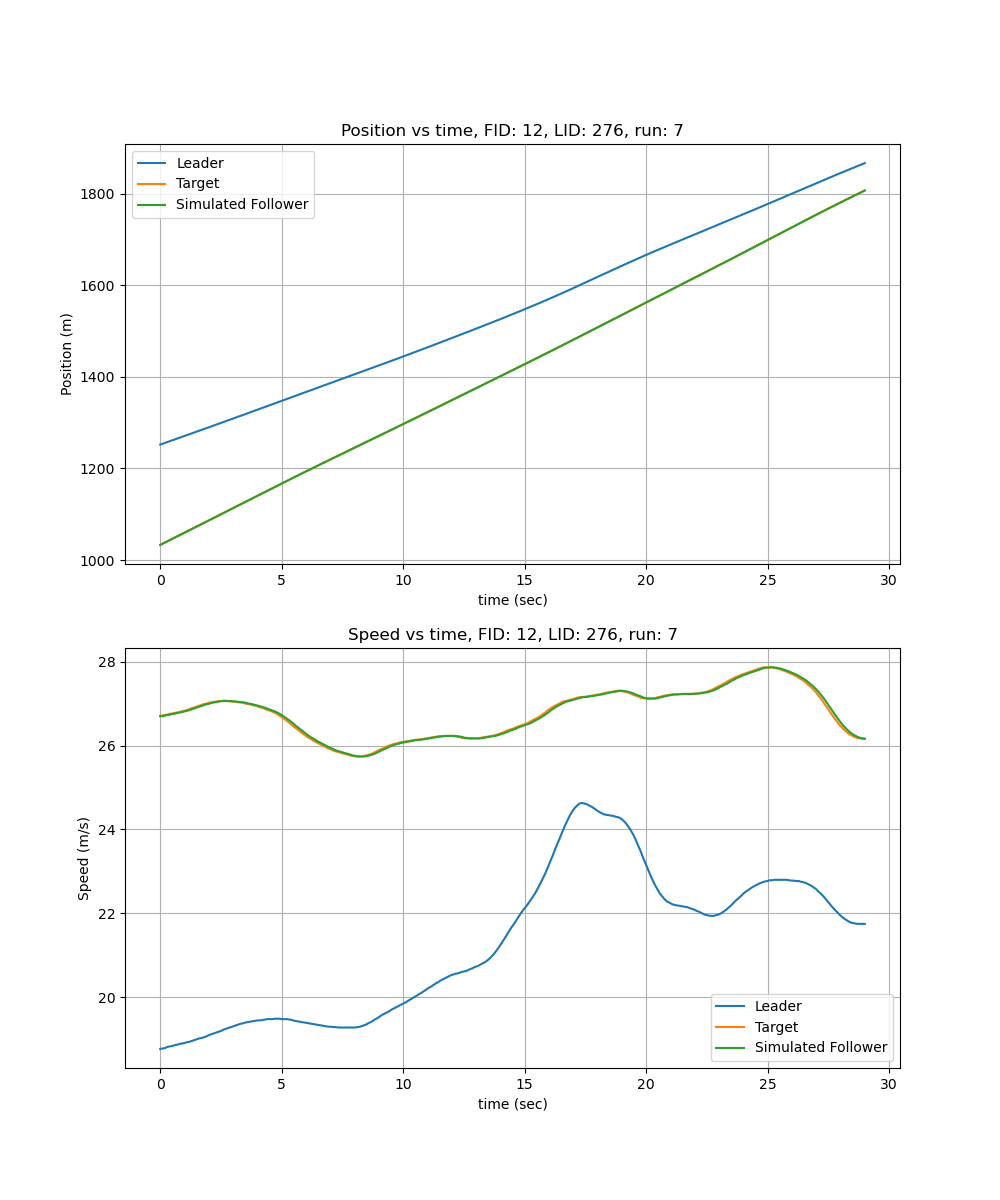 Position vs time, FID: 12, LID: 276, run: 7
Leader
Target
Simulated Follower
1800
1600
1400
1200
1000
Position (m)
0 5 10 15 20 25 30
time (sec)
Speed vs time, FID: 12, LID: 276, run: 7
28
26
24
22
20
Speed (m/s)
Leader
Target
Simulated Follower
0 5 10 15 20 25 30
time (sec)